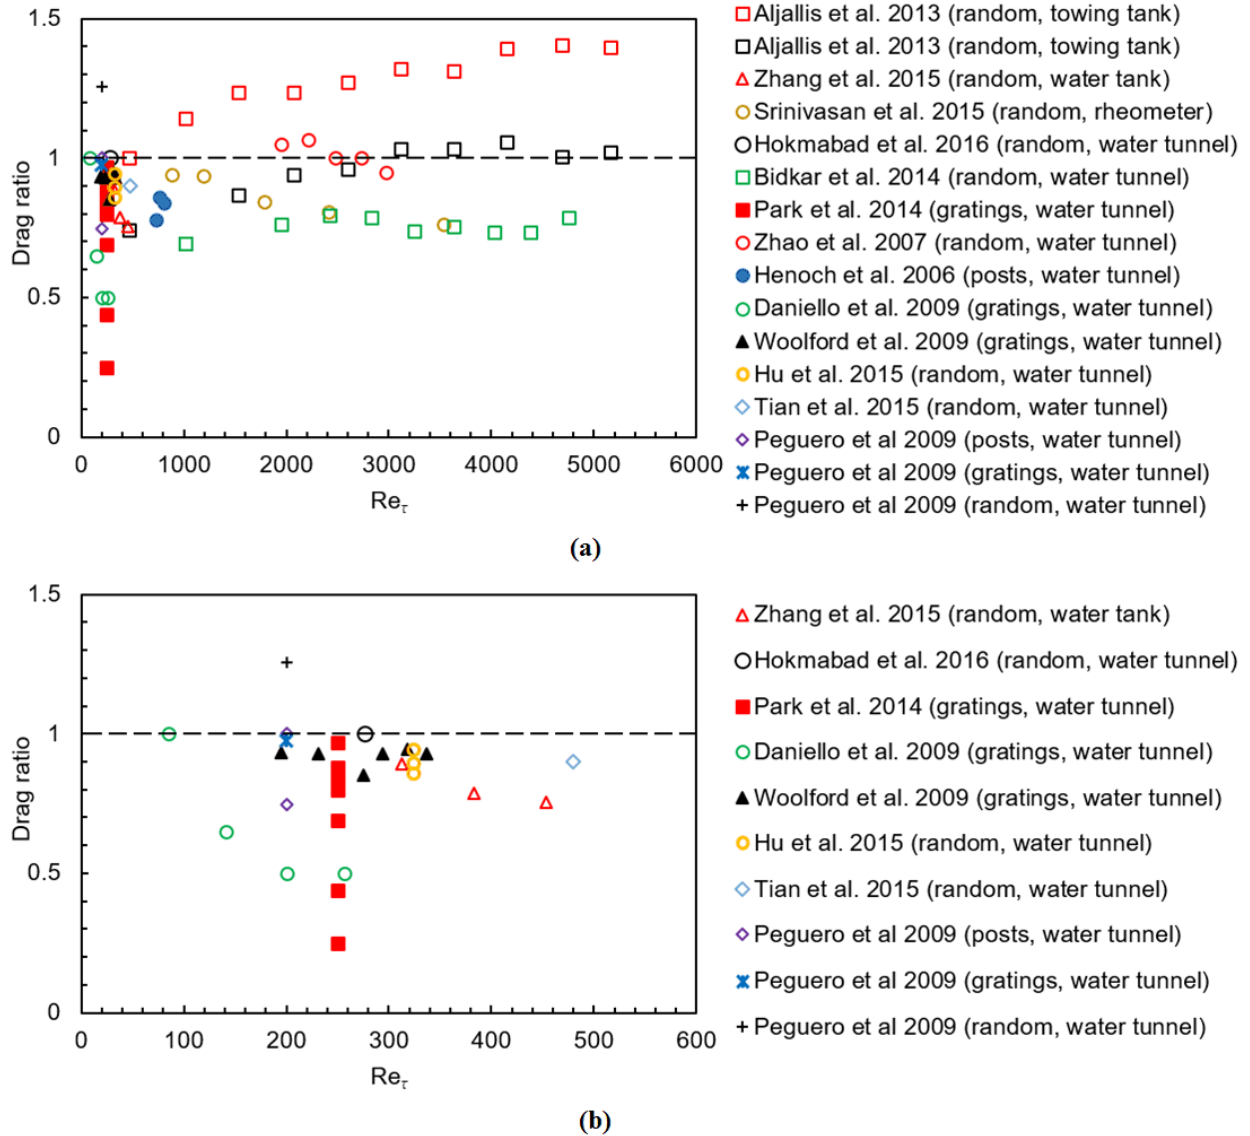 1.5
1
0.5
0
Drag ratio
0 1000 2000 3000 4000 5000 6000
Reτ
Aljallis et al. 2013 (random, towing tank)
Aljallis et al. 2013 (random, towing tank)
Zhang et al. 2015 (random, water tank)
Srinivasan et al. 2015 (random, rheometer)
Hokmabad et al. 2016 (random, water tunnel)
Bidkar et al. 2014 (random, water tunnel)
Park et al. 2014 (gratings, water tunnel)
Zhao et al. 2007 (random, water tunnel)
Henoch et al. 2006 (posts, water tunnel)
Daniello et al. 2009 (gratings, water tunnel)
Woolford et al. 2009 (gratings, water tunnel)
Hu et al. 2015 (random, water tunnel)
Tian et al. 2015 (random, water tunnel)
Peguero et al 2009 (posts, water tunnel)
Peguero et al 2009 (gratings, water tunnel)
Peguero et al 2009 (random, water tunnel)
(a)
1.5
1
0.5
0
Drag ratio
0 100 200 300 400 500 600
Reτ
Zhang et al. 2015 (random, water tank)
Hokmabad et al. 2016 (random, water tunnel)
Park et al. 2014 (gratings, water tunnel)
Daniello et al. 2009 (gratings, water tunnel)
Woolford et al. 2009 (gratings, water tunnel)
Hu et al. 2015 (random, water tunnel)
Tian et al. 2015 (random, water tunnel)
Peguero et al 2009 (posts, water tunnel)
Peguero et al 2009 (gratings, water tunnel)
Peguero et al 2009 (random, water tunnel)
(b)